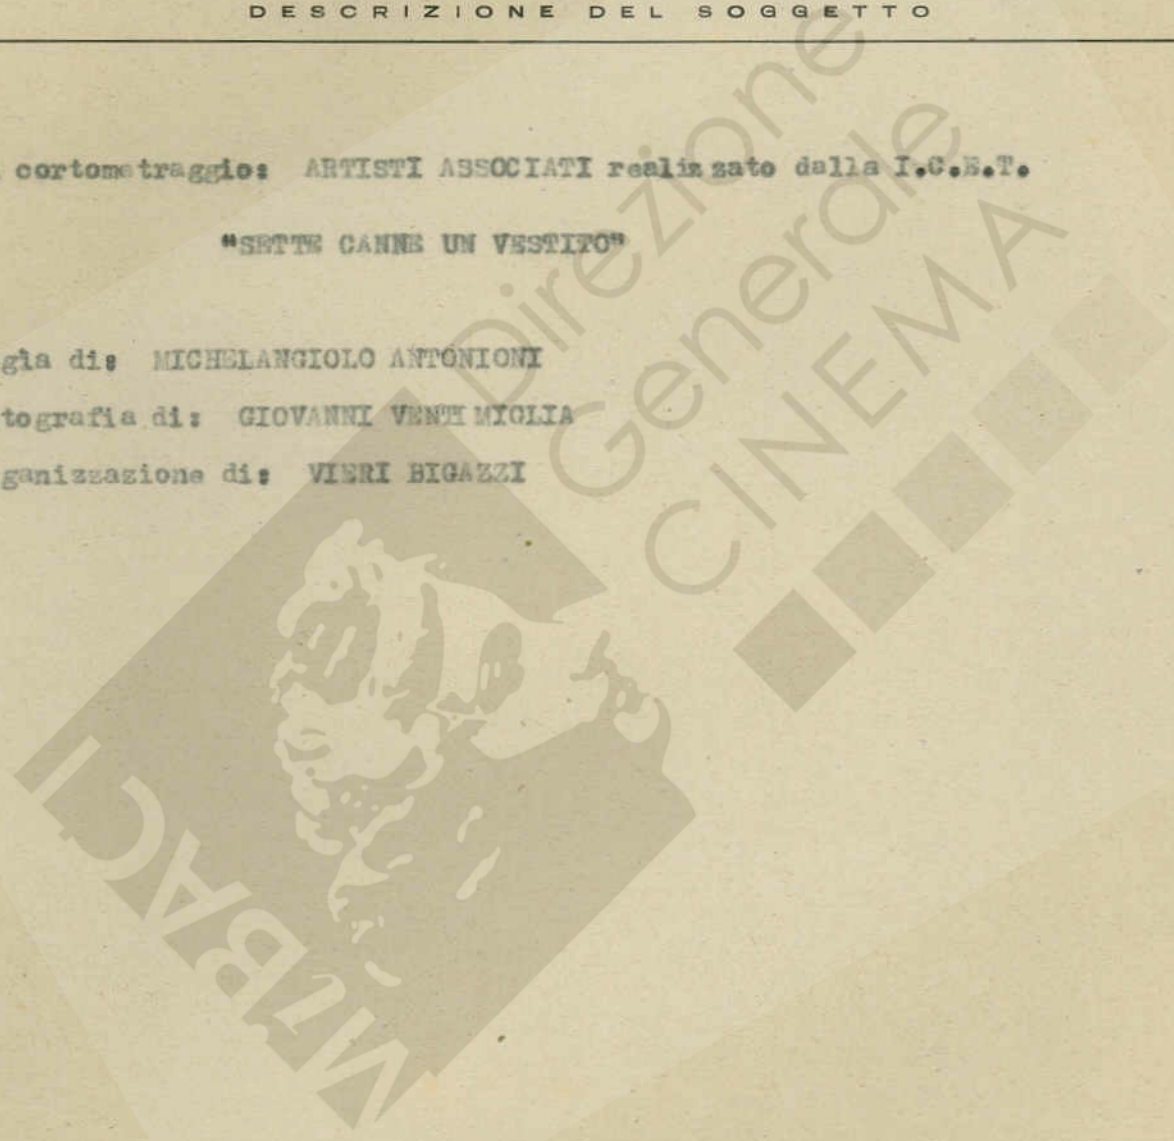 DESCRIZIONE DEL SOGGETTO
cortometraggio: ARTISTI ASSOCIATI realizzato dalla I.C.E.T.
"SETTE CANNE UN VESTITO"
gia di: MICHELANGIOLO ANTONIONI
tografia di: GIOVANNI VENTIMIGLIA
ganizzazione di: VIERI BIGAZZI
Direzione
Generale
CINEMA
MiBACI